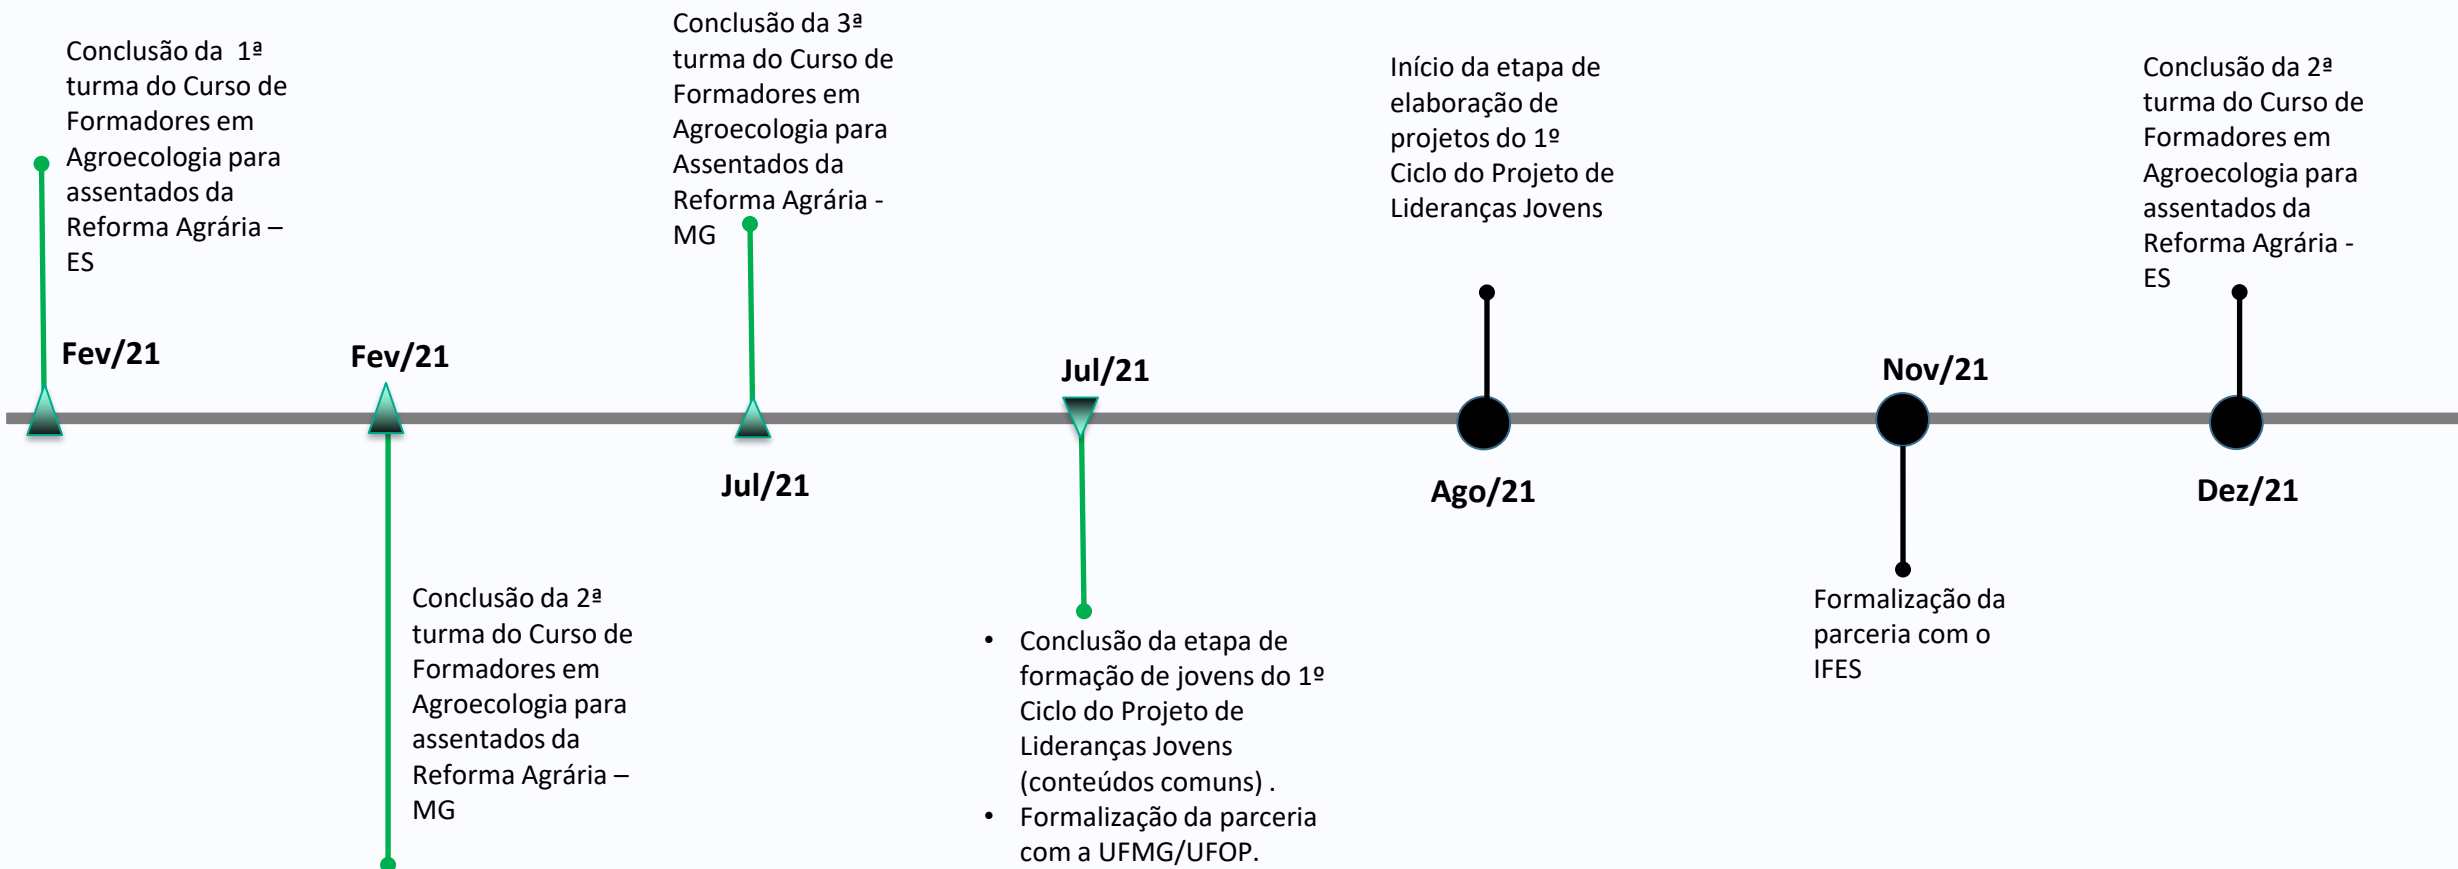 Conclusão da 1ª
turma do Curso de
Formadores em
Agroecologia para
assentados da
Reforma Agrária –
ES
Fev/21
Fev/21
Conclusão da 2ª
turma do Curso de
Formadores em
Agroecologia para
assentados da
Reforma Agrária –
MG
Conclusão da 3ª
turma do Curso de
Formadores em
Agroecologia para
Assentados da
Reforma Agrária -
MG
Jul/21
Jul/21
• Conclusão da etapa de
formação de jovens do 1º
Ciclo do Projeto de
Lideranças Jovens
(conteúdos comuns) .
• Formalização da parceria
com a UFMG/UFOP.
Início da etapa de
elaboração de
projetos do 1º
Ciclo do Projeto de
Lideranças Jovens
Ago/21
Nov/21
Formalização da
parceria com o
IFES
Conclusão da 2ª
turma do Curso de
Formadores em
Agroecologia para
assentados da
Reforma Agrária -
ES
Dez/21